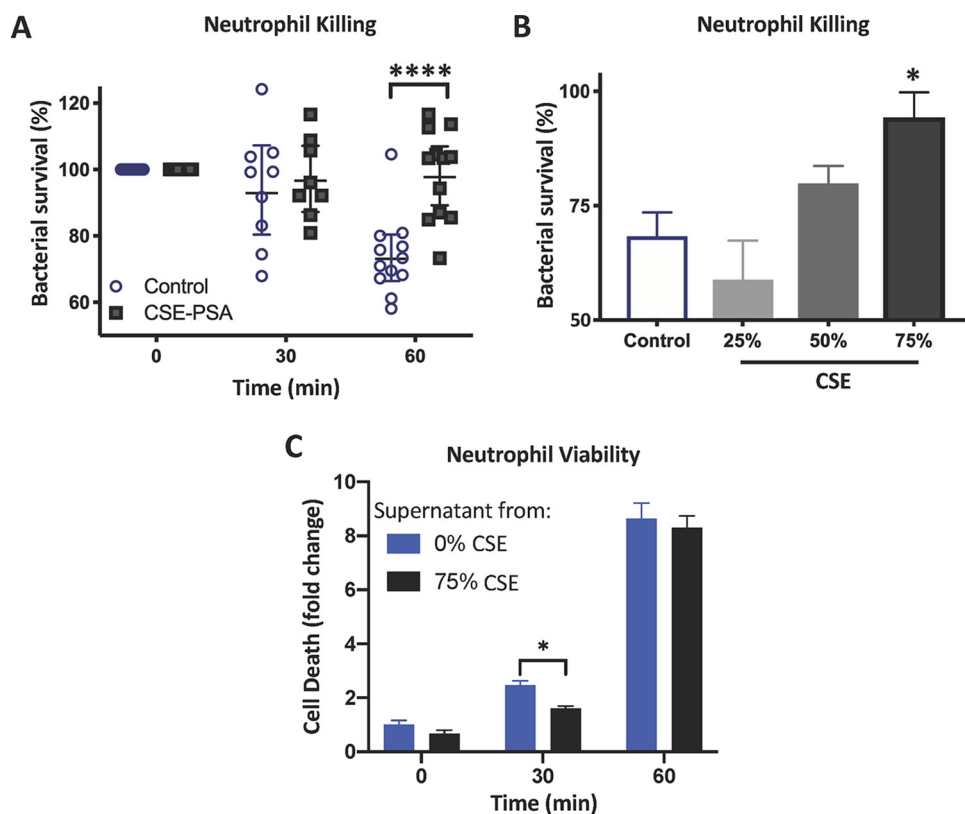 A
Neutrophil Killing
Bacterial survival (%)
120
100
80
60
****
Control
CSE-PSA
0 30 60
Time (min)
B
Neutrophil Killing
Bacterial survival (%)
100
75
50
*
Control 25% 50% 75%
CSE
C
Neutrophil Viability
Cell Death (fold change)
10
8
6
4
2
0
Supernatant from:
0% CSE
75% CSE
*
0 30 60
Time (min)